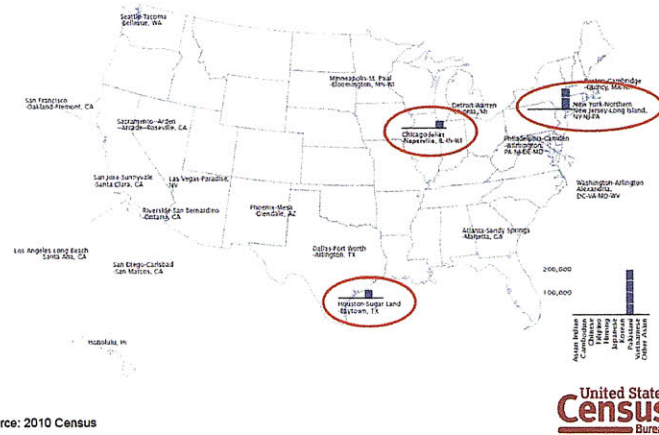 Seattle-Tacoma
-Bellevue, WA
Minneapolis-St. Paul
-Bloomington, MN-WI
Boston-Cambridge
-Quincy, MA-NH
San Francisco
-Oakland-Fremont, CA
Detroit-Warren
-Livonia, MI
New York-Northern
New Jersey-Long Island,
NY-NJ-PA
Sacramento--Arden
-Arcade--Roseville, CA
Chicago-Joliet
-Naperville, IL-IN-WI
Philadelphia-Camden
-Wilmington,
PA-NJ-DE-MD
San Jose-Sunnyvale
-Santa Clara, CA
Las Vegas-Paradise,
NV
Washington-Arlington
Alexandria,
DC-VA-MD-WV
Riverside-San Bernardino
-Ontario, CA
Phoenix-Mesa
-Glendale, AZ
Atlanta-Sandy Springs
-Marietta, GA
Los Angeles-Long Beach
Santa Ana, CA
San Diego-Carlsbad
-San Marcos, CA
Dallas-Fort Worth
-Arlington, TX
Houston-Sugar Land
-Baytown, TX
Honolulu, HI
200,000
100,000
Asian Indian
Cambodian
Chinese
Filipino
Hmong
Japanese
Korean
Pakistani
Vietnamese
Other Asian
United State
Census
Burea
rce: 2010 Census